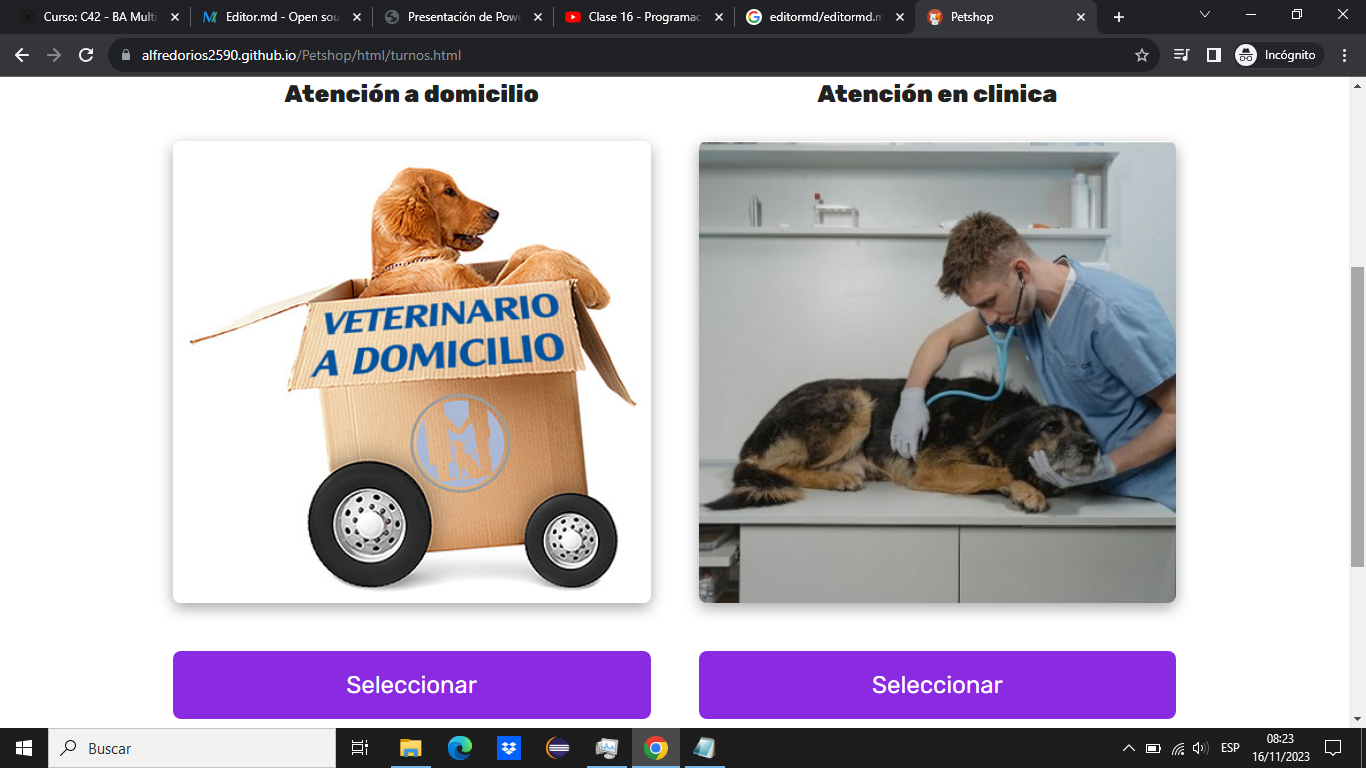 Curso: C42 - BA Multi
Editor.md - Open sou
Presentación de Powe
Clase 16 - Programac
editormd/editormd.m
Petshop
alfredorios2590.github.io/Petshop/html/turnos.html
Incógnito
Atención a domicilio
Atención en clinica
VETERINARIO
A DOMICILIO
Seleccionar
Seleccionar
Buscar
ESP
08:23
16/11/2023